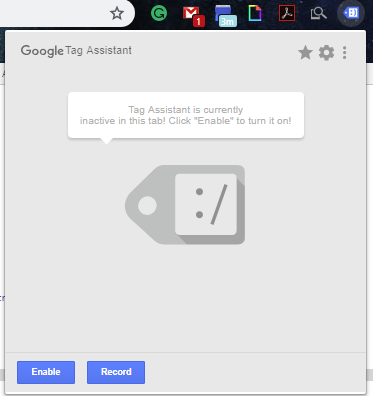 1
3m
Google Tag Assistant
Tag Assistant is currently
inactive in this tab! Click "Enable" to turn it on!
:/
Enable
Record